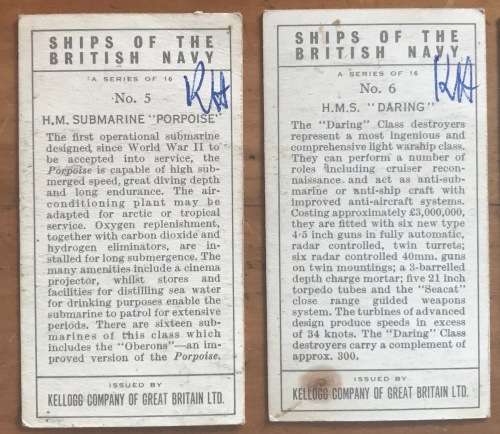 SHIPS OF THE
BRITISH NAVY
A SERIES OF 16
No. 5
RH
H.M. SUBMARINE "PORPOISE"
The first operational submarine
designed, since World War II to
be accepted into service, the
Porpoise is capable of high sub-
merged speed, great diving depth
and long endurance. The air-
conditioning plant may be
adapted for arctic or tropical
service. Oxygen replenishment,
together with carbon dioxide and
hydrogen eliminators, are in-
stalled for long submergence. The
many amenities include a cinema
projector, whilst stores and
facilities for distilling sea water
for drinking purposes enable the
submarine to patrol for extensive
periods. There are sixteen sub-
marines of this class which
includes the "Oberons"—an im-
proved version of the Porpoise.
ISSUED BY
KELLOGG COMPANY OF GREAT BRITAIN LTD.
SHIPS OF THE
BRITISH NAVY
A SERIES OF 16
No. 6
RH
H.M.S. "DARING"
The "Daring" Class destroyers
represent a most ingenious and
comprehensive light warship class.
They can perform a number of
roles including cruiser recon-
naissance and act as anti-sub-
marine or anti-ship craft with
improved anti-aircraft systems.
Costing approximately £3,000,000,
they are fitted with six new type
4·5 inch guns in fully automatic,
radar controlled, twin turrets;
six radar controlled 40mm. guns
on twin mountings; a 3-barrelled
depth charge mortar; five 21 inch
torpedo tubes and the "Seacat"
close range guided weapons
system. The turbines of advanced
design produce speeds in excess
of 34 knots. The "Daring" Class
destroyers carry a complement of
approx. 300.
ISSUED BY
KELLOGG COMPANY OF GREAT BRITAIN LTD.